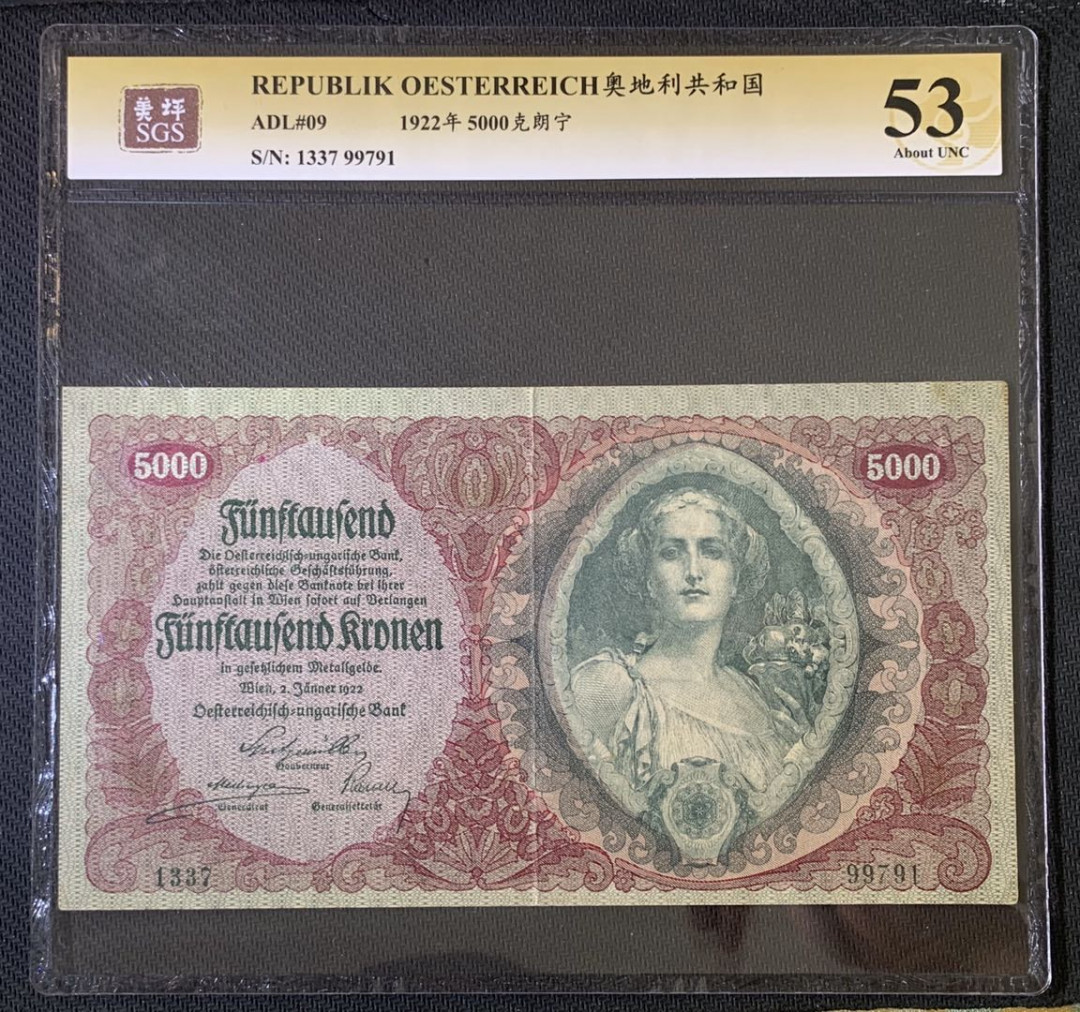 REPUBLIK OESTERREICH奥地利共和国
美坪
SGS
ADL#09 1922年 5000克朗宁
S/N: 1337 99791
53
About UNC
5000
5000
Fünftausend
Die Oesterreichisch-ungarische Bank,
österreichische Geschäftsführung,
zahlt gegen diese Banknote bei ihrer
Hauptanstalt in Wien sofort auf Verlangen
Fünftausend Kronen
in gesetzlichem Metallgelde.
Wien, 2. Jänner 1922
Oesterreichisch-ungarische Bank
Gouverneur
Generalrat Generalsekretär
1337
99791